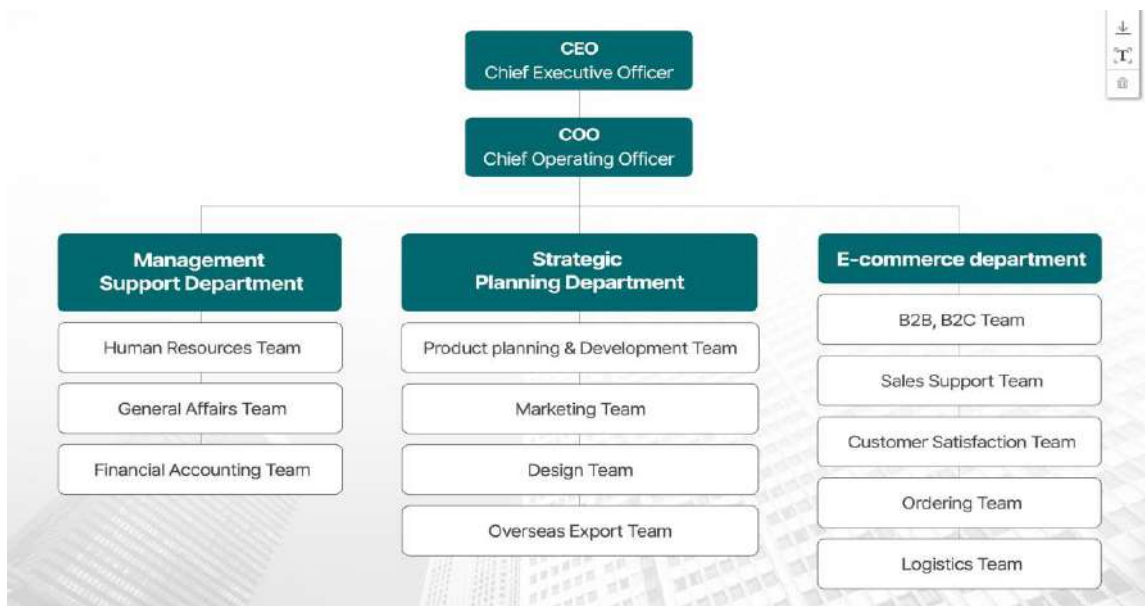 CEO
Chief Executive Officer
COO
Chief Operating Officer
Management
Support Department
Human Resources Team
General Affairs Team
Financial Accounting Team
Strategic
Planning Department
Product planning & Development Team
Marketing Team
Design Team
Overseas Export Team
E-commerce department
B2B, B2C Team
Sales Support Team
Customer Satisfaction Team
Ordering Team
Logistics Team